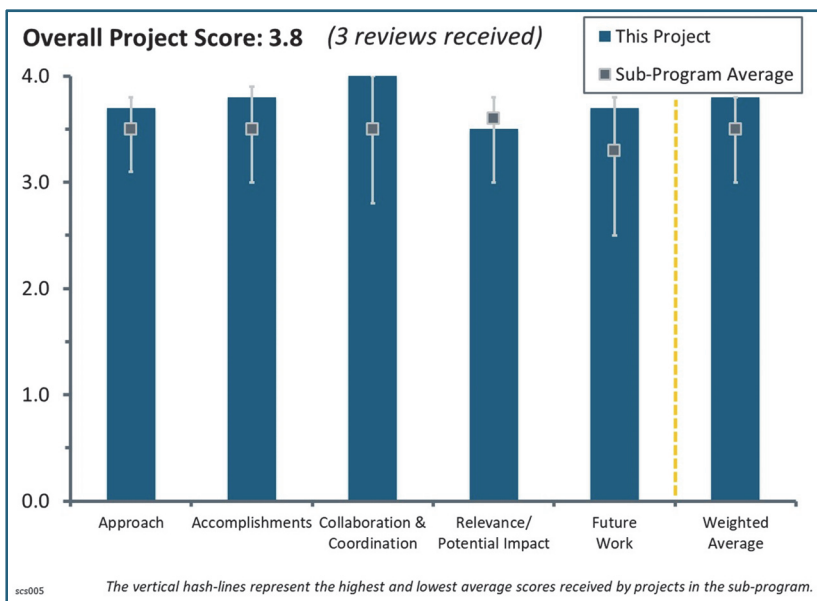 Overall Project Score: 3.8 (3 reviews received)
This Project
Sub-Program Average
4.0
3.0
2.0
1.0
0.0
Approach
Accomplishments
Collaboration &
Coordination
Relevance/
Potential Impact
Future
Work
Weighted
Average
scs005
The vertical hash-lines represent the highest and lowest average scores received by projects in the sub-program.